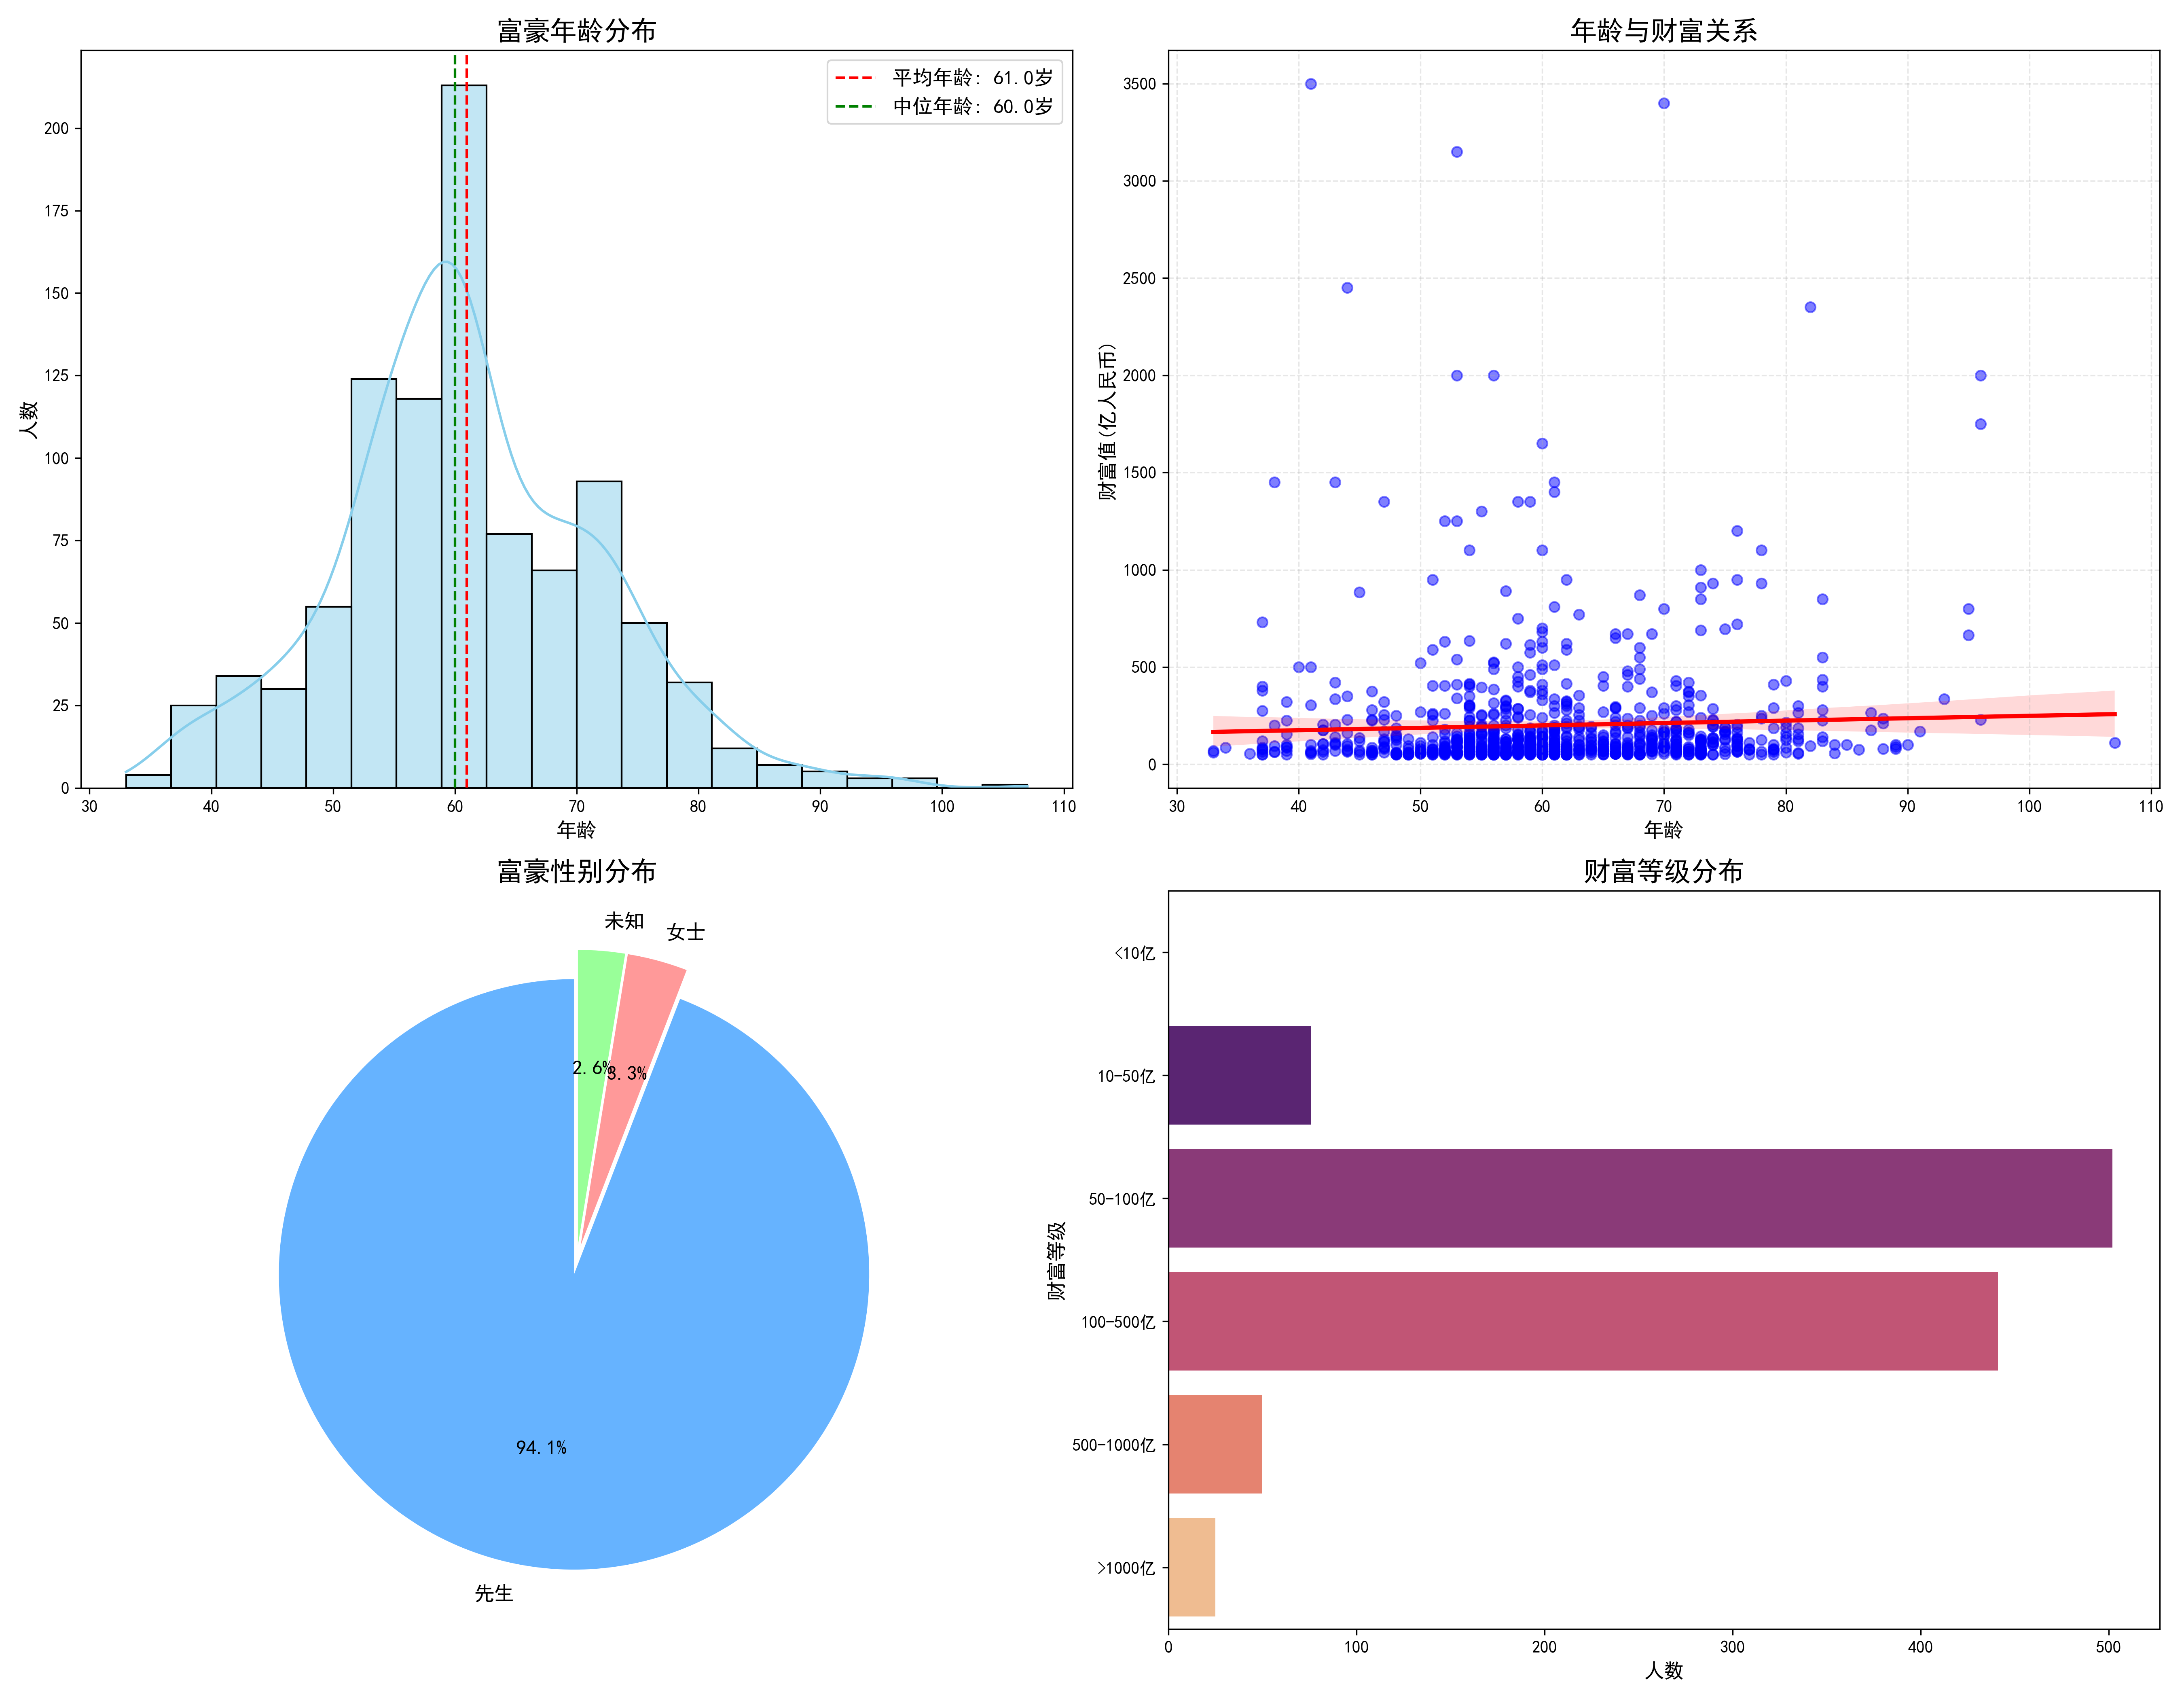 富豪年龄分布
平均年龄: 61.0岁
中位年龄: 60.0岁
人数
200
175
150
125
100
75
50
25
0
30 40 50 60 70 80 90 100 110
年龄
年龄与财富关系
财富值(亿人民币)
3500
3000
2500
2000
1500
1000
500
0
30 40 50 60 70 80 90 100 110
年龄
富豪性别分布
未知
女士
2.6%
3.3%
94.1%
先生
财富等级分布
财富等级
<10亿
10-50亿
50-100亿
100-500亿
500-1000亿
>1000亿
0 100 200 300 400 500
人数